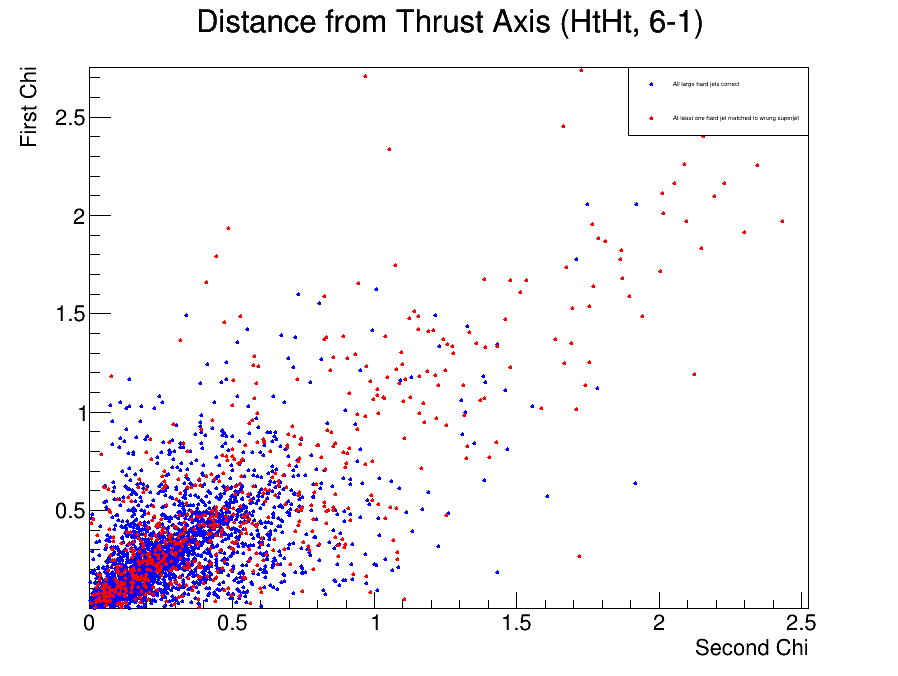 Distance from Thrust Axis (HtHt, 6-1)
First Chi
2.5
2
1.5
1
0.5
All large hard jets correct
At least one hard jet matched to wrong superjet
0
0.5
1
1.5
2
2.5
Second Chi